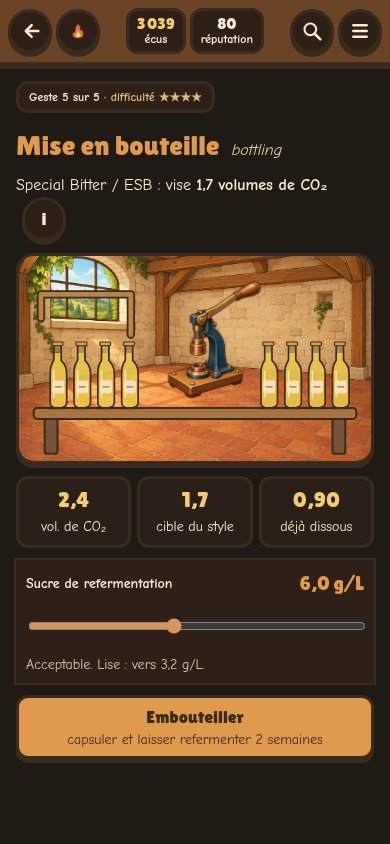 3 039
écus
80
réputation
Geste 5 sur 5 · difficulté ★★★★
Mise en bouteille bottling
Special Bitter / ESB : vise 1,7 volumes de CO₂
i
2,4
vol. de CO₂
1,7
cible du style
0,90
déjà dissous
Sucre de refermentation
6,0 g/L
Acceptable. Lise : vers 3,2 g/L.
Embouteiller
capsuler et laisser refermenter 2 semaines